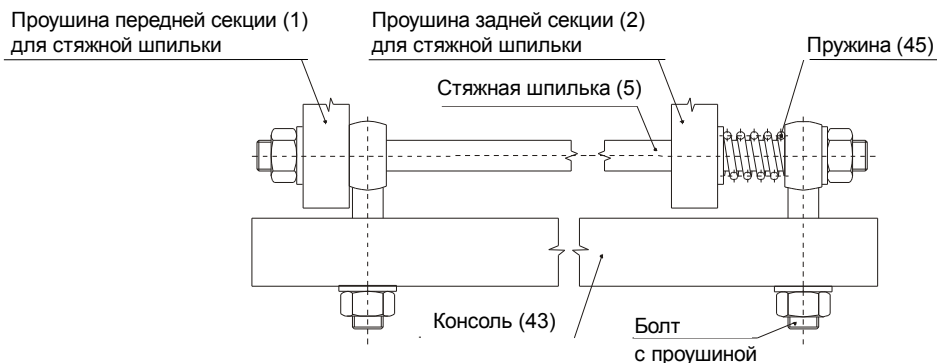 Проушина передней секции (1)
для стяжной шпильки
Проушина задней секции (2)
для стяжной шпильки
Пружина (45)
Стяжная шпилька (5)
Консоль (43)
Болт
с проушиной